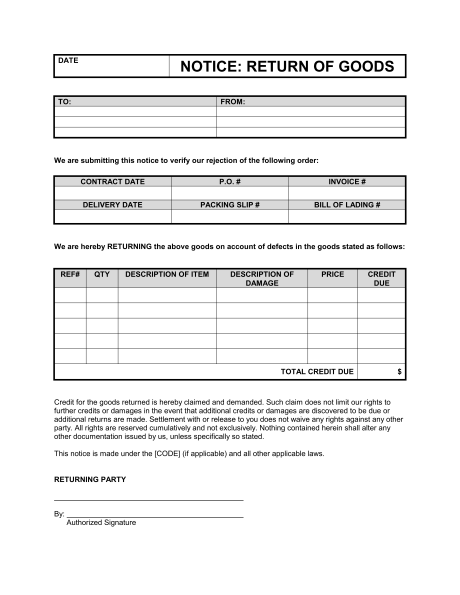 DATE
NOTICE: RETURN OF GOODS
TO: FROM:
We are submitting this notice to verify our rejection of the following order:
CONTRACT DATE P.O. # INVOICE #
DELIVERY DATE PACKING SLIP # BILL OF LADING #
We are hereby RETURNING the above goods on account of defects in the goods stated as follows:
REF# QTY DESCRIPTION OF ITEM DESCRIPTION OF PRICE CREDIT
DAMAGE DUE
TOTAL CREDIT DUE $
Credit for the goods returned is hereby claimed and demanded. Such claim does not limit our rights to
further credits or damages in the event that additional credits or damages are discovered to be due or
additional returns are made. Settlement with or release to you does not waive any rights against any other
party. All rights are reserved cumulatively and not exclusively. Nothing contained herein shall alter any
other documentation issued by us, unless specifically so stated.
This notice is made under the [CODE] (if applicable) and all other applicable laws.
RETURNING PARTY
By:
Authorized Signature